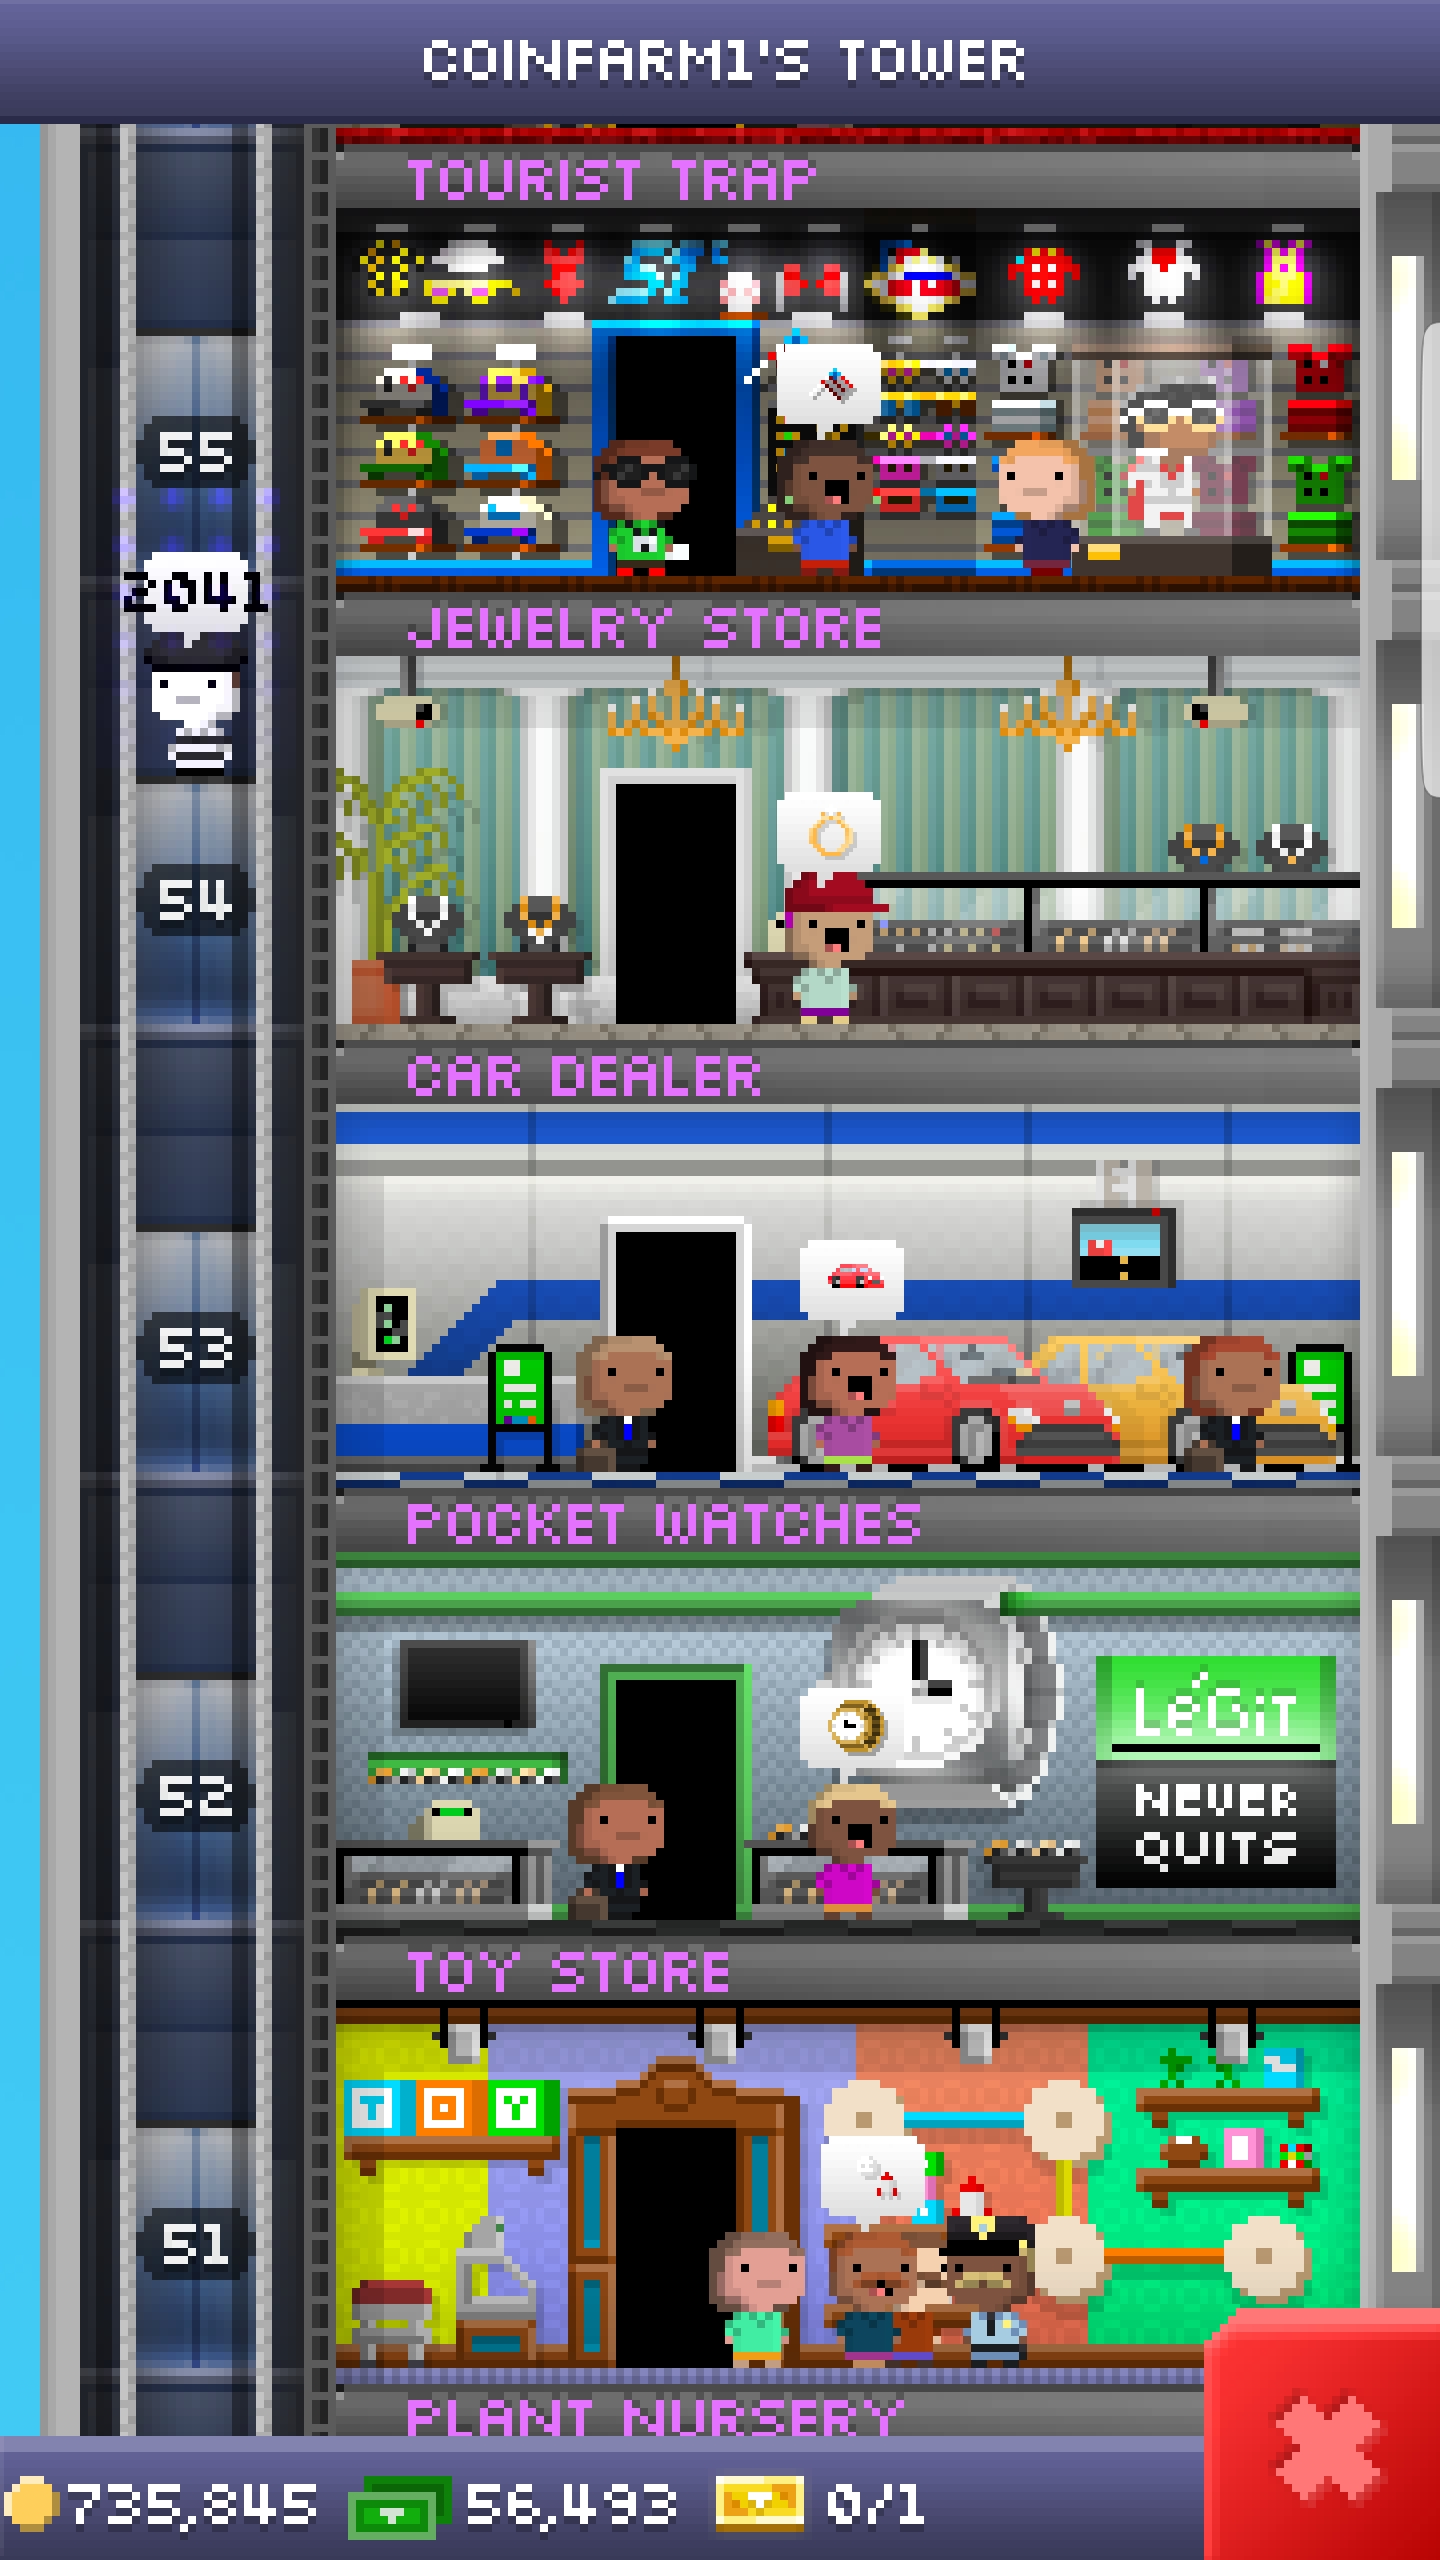 COINFARM1'S TOWER
TOURIST TRAP
55
2041
JEWELRY STORE
54
CAR DEALER
53
POCKET WATCHES
LéGiT
NEVER
QUITS
52
TOY STORE
T O Y
51
PLANT NURSERY
735,845 56,493 0/1